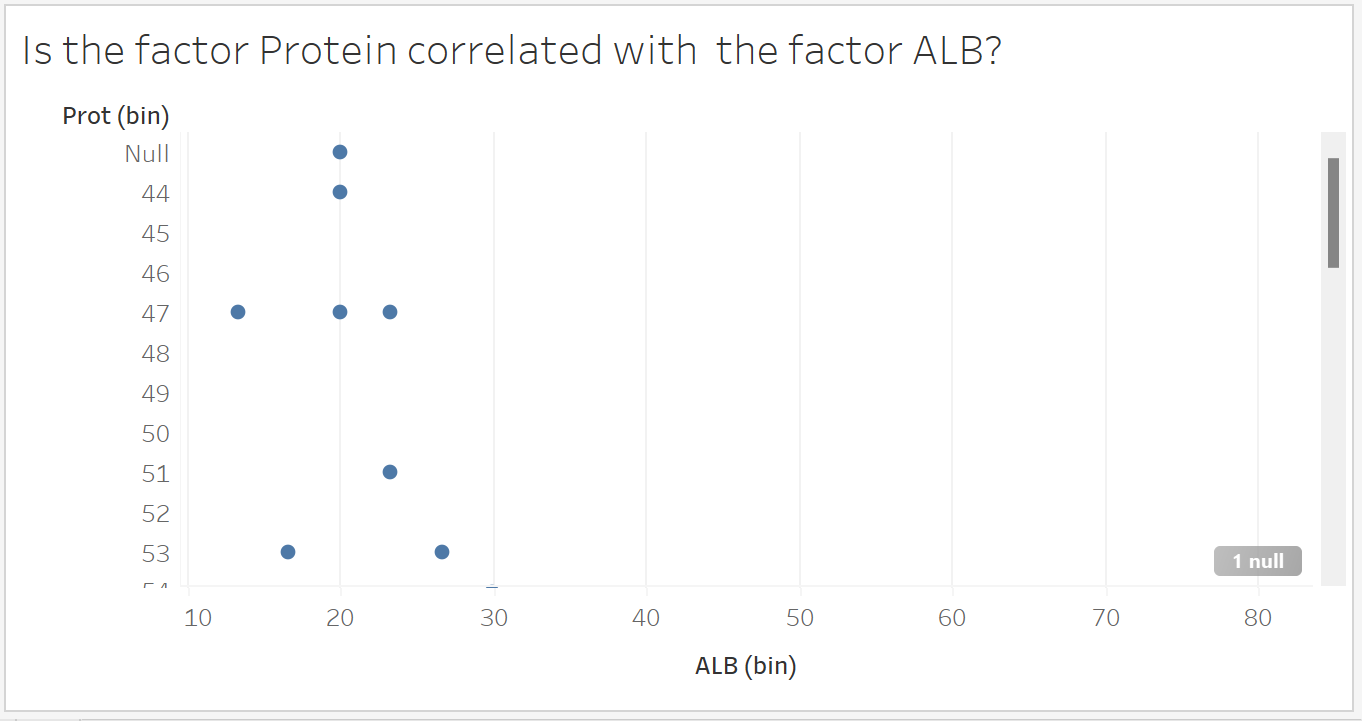 Is the factor Protein correlated with  the factor ALB?
Prot (bin)
Null
44
45
46
47
48
49
50
51
52
53
1 null
10 20 30 40 50 60 70 80
ALB (bin)